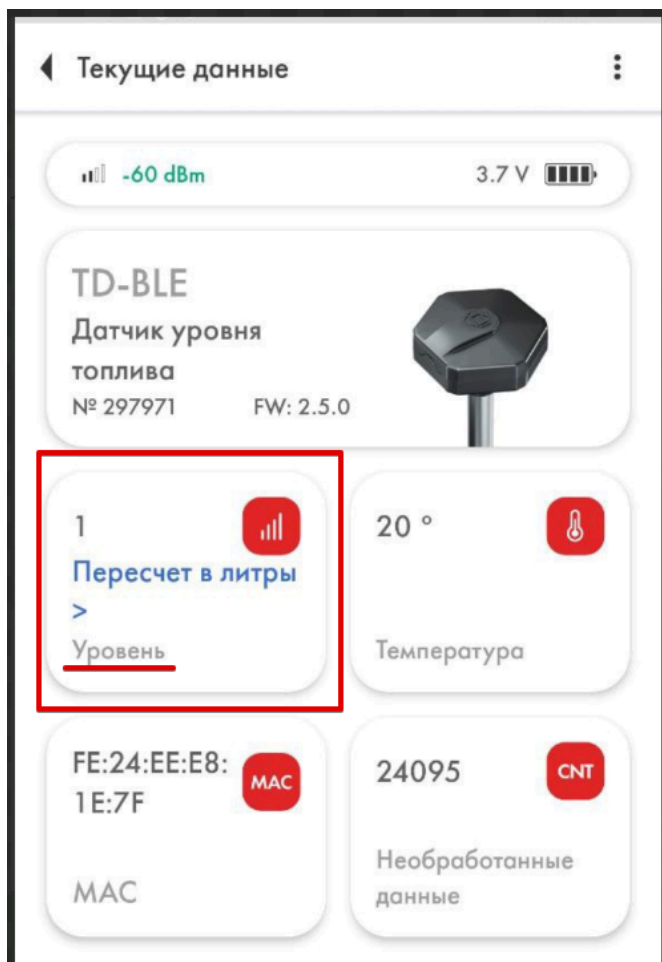 Текущие данные
-60 dBm 3.7 V
TD-BLE
Датчик уровня
топлива
№ 297971 FW: 2.5.0
1
Пересчет в литры
>
Уровень
20 °
Температура
FE:24:EE:E8:
1E:7F
MAC
MAC
24095
CNT
Необработанные
данные